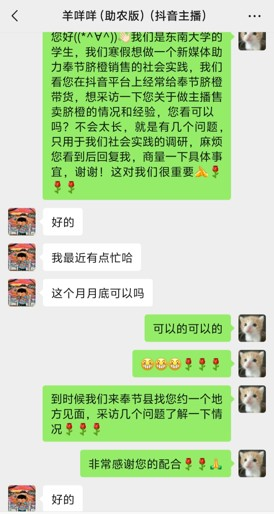 羊咩咩（助农版）（抖音主播）
您好((*^∀^))👋🏻我们是东南大学的
学生，我们寒假想做一个新媒体助
力奉节脐橙销售的社会实践，我们
看您在抖音平台上经常给奉节脐橙
带货，想采访一下您关于做主播售
卖脐橙的情况和经验，您看可以
吗？不会太长，就是有几个问题，
只用于我们社会实践的调研，麻烦
您看到后回复我，商量一下具体事
宜，谢谢！这对我们很重要🙏🌹
🌹🌹
好的
我最近有点忙哈
这个月月底可以吗
可以的可以的
😆😆😆🌹🌹🌹
到时候我们来奉节县找您约一个地
方见面，采访几个问题了解一下情
况🌹🌹🌹
非常感谢您的配合🌹🌹🙏
好的